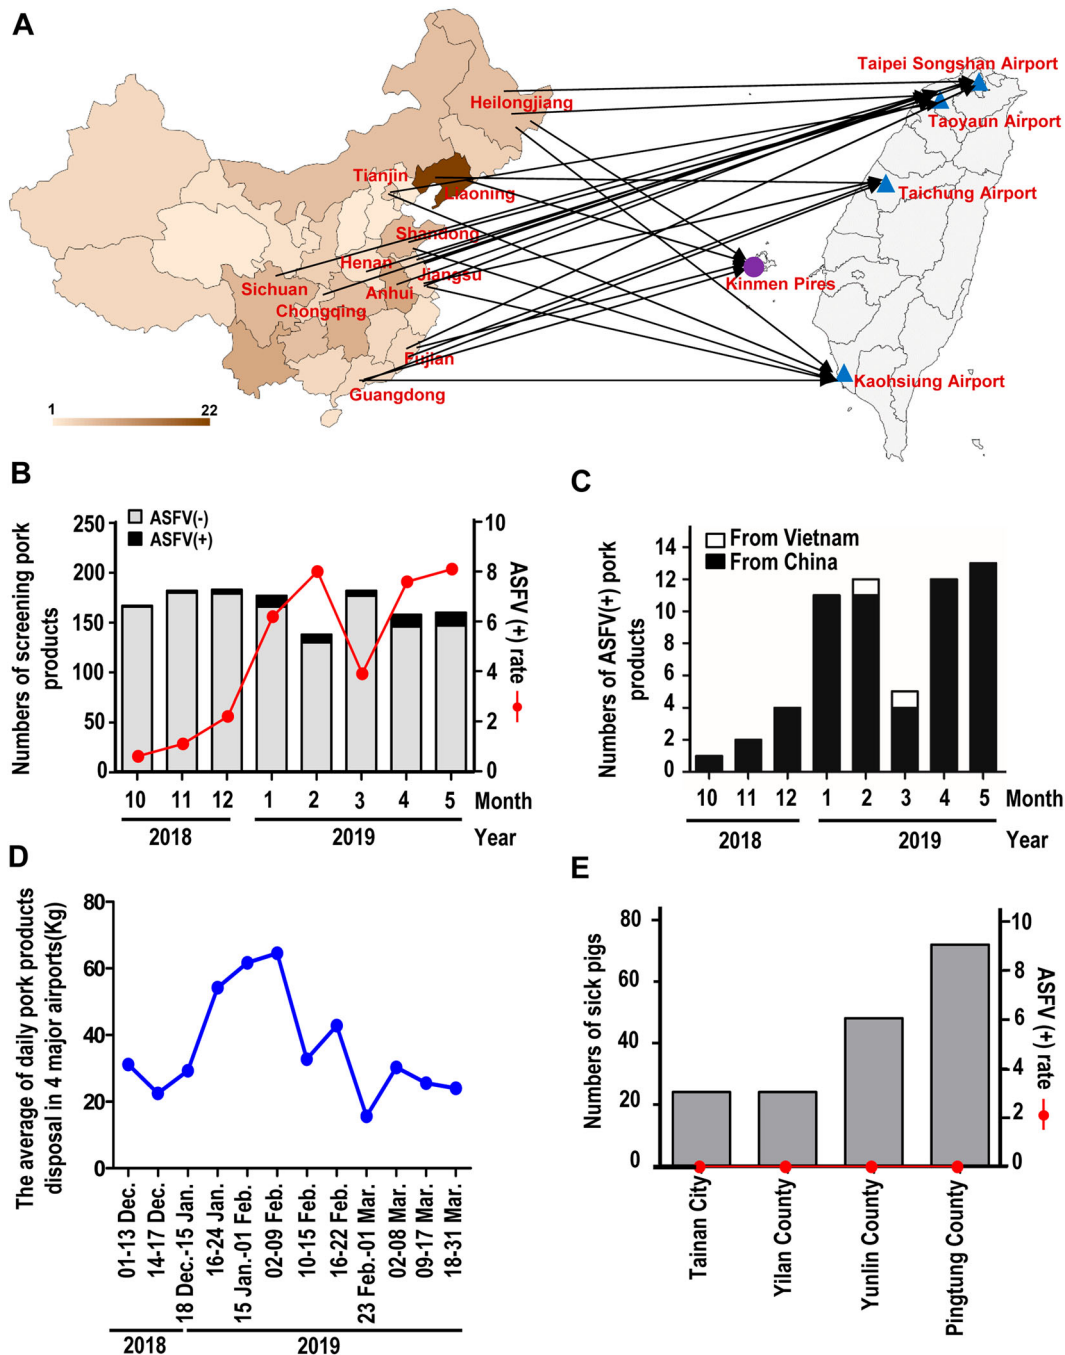 A
Taipei Songshan Airport
Heilongjiang
Taoyaun Airport
Tianjin
Liaoning
Taichung Airport
Shandong
Henan
Jiangsu
Sichuan
Anhui
Kinmen Pires
Chongqing
Fujian
Kaohsiung Airport
Guangdong
1
22
B
Numbers of screening pork
products
250
200
150
100
50
0
ASFV(-)
ASFV(+)
10
8
6
4
2
0
ASFV (+) rate
10 11 12 1 2 3 4 5 Month
2018 2019 Year
C
Numbers of ASFV(+) pork
products
14
12
10
8
6
4
2
0
From Vietnam
From China
10 11 12 1 2 3 4 5 Month
2018 2019 Year
D
The average of daily pork products
disposal in 4 major airports(Kg)
80
60
40
20
0
01-13 Dec.
14-17 Dec.
18 Dec.-15 Jan.
16-24 Jan.
15 Jan.-01 Feb.
02-09 Feb.
10-15 Feb.
16-22 Feb.
23 Feb.-01 Mar.
02-08 Mar.
09-17 Mar.
18-31 Mar.
2018 2019
E
Numbers of sick pigs
80
60
40
20
0
10
8
6
4
2
0
ASFV (+) rate
Tainan City
Yilan County
Yunlin County
Pingtung County